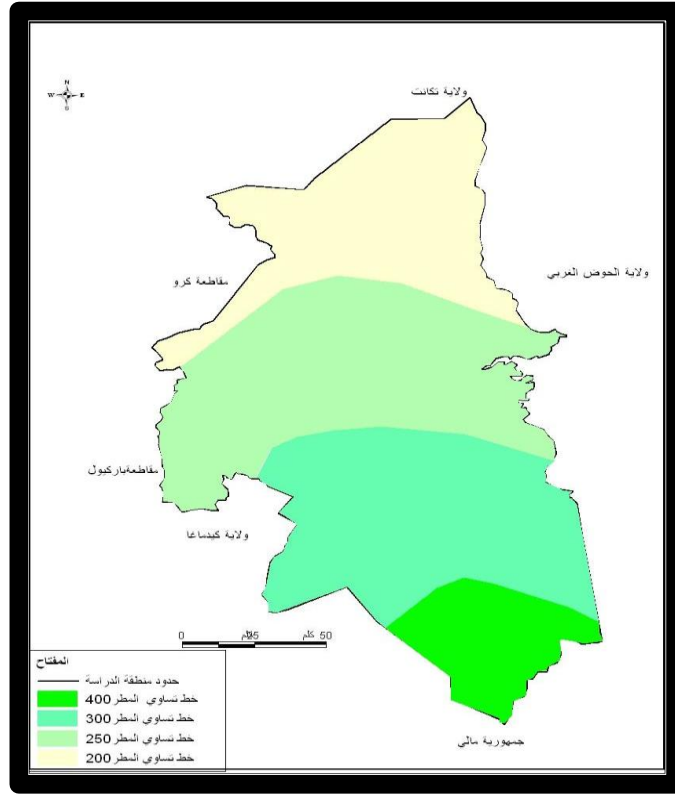 N
W E
S
ولاية تكانت
مقاطعة كرو
ولاية الحوض الغربي
مقاطعةباركيول
ولاية كيدماغا
0 25 كلم 50
جمهورية مالي
المفتاح
حدود منطقة الدراسة
خط تساوي المطر 400
خط تساوي المطر 300
خط تساوي المطر 250
خط تساوي المطر 200